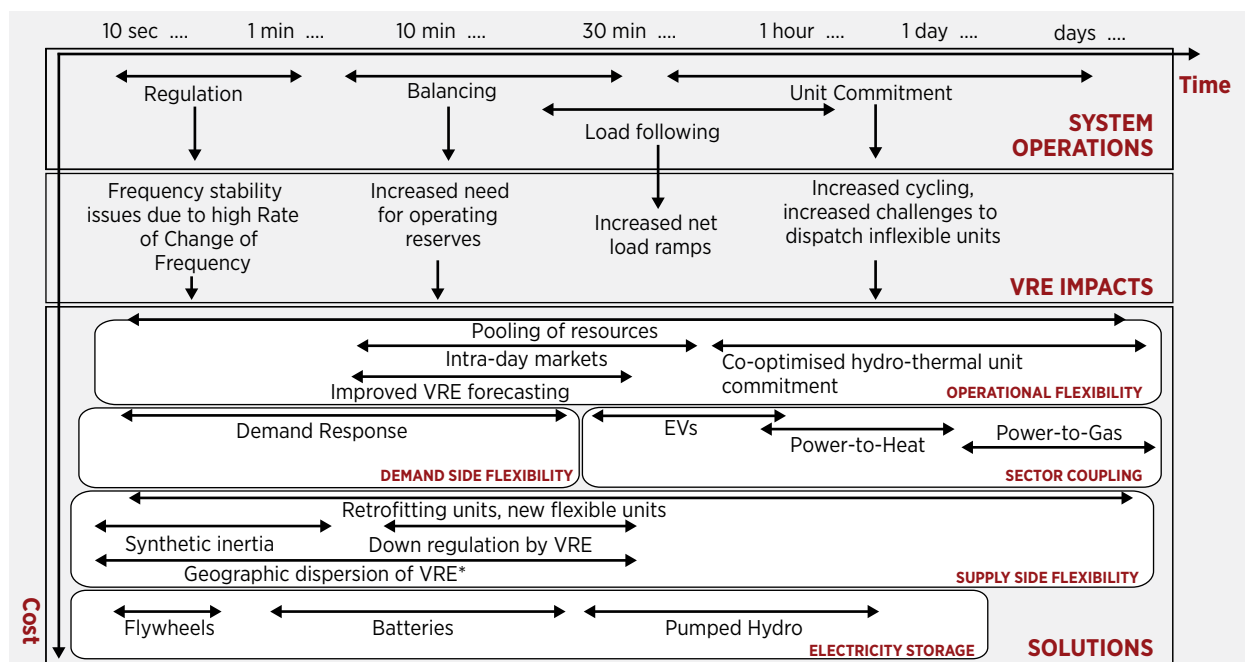 10 sec .... 1 min .... 10 min .... 30 min .... 1 hour .... 1 day .... days ....
Time
Regulation
Balancing
Unit Commitment
Load following
SYSTEM
OPERATIONS
Frequency stability
issues due to high Rate
of Change of
Frequency
Increased need
for operating
reserves
Increased net
load ramps
Increased cycling,
increased challenges to
dispatch inflexible units
VRE IMPACTS
Pooling of resources
Intra-day markets
Improved VRE forecasting
Co-optimised hydro-thermal unit
commitment
OPERATIONAL FLEXIBILITY
Demand Response
DEMAND SIDE FLEXIBILITY
EVs
Power-to-Heat
Power-to-Gas
SECTOR COUPLING
Retrofitting units, new flexible units
Synthetic inertia
Down regulation by VRE
Geographic dispersion of VRE*
SUPPLY SIDE FLEXIBILITY
Flywheels
Batteries
Pumped Hydro
ELECTRICITY STORAGE
SOLUTIONS
Cost